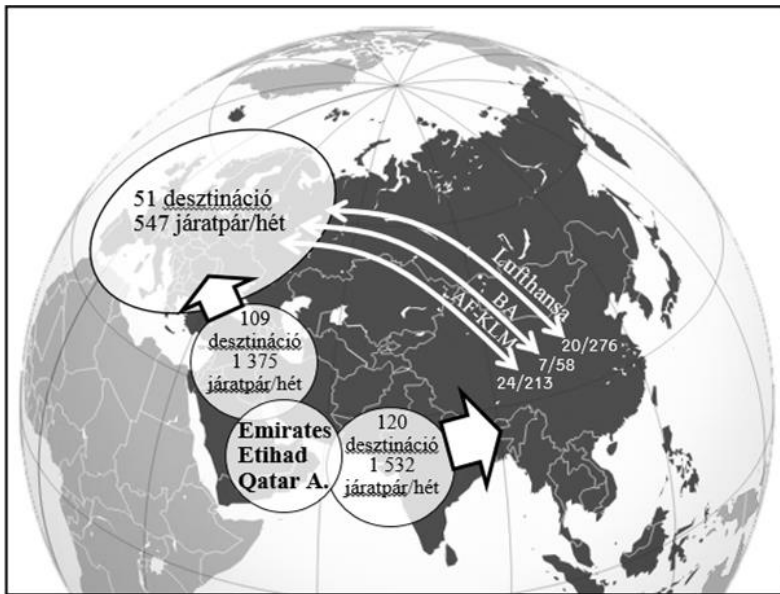 51 desztináció
547 járatpár/hét
Lufthansa
BA
AF-KLM
20/276
7/58
24/213
109
desztináció
1 375
járatpár/hét
Emirates
Etihad
Qatar A.
120
desztináció
1 532
járatpár/hét